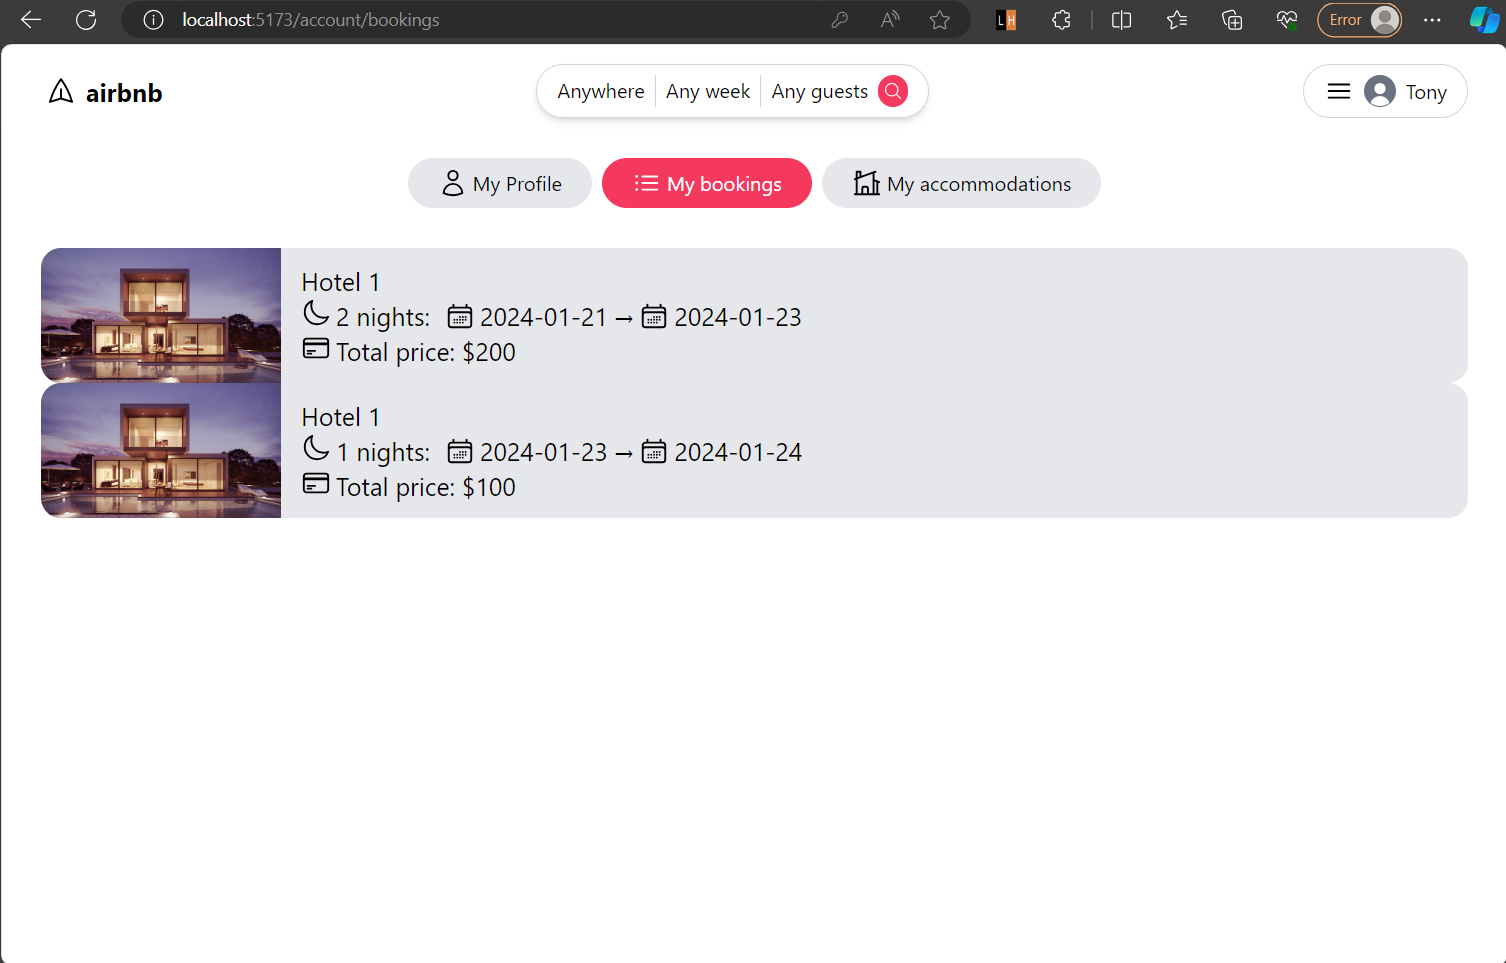 localhost:5173/account/bookings
Error
airbnb
Anywhere Any week Any guests
Tony
My Profile My bookings My accommodations
Hotel 1
2 nights: 2024-01-21 → 2024-01-23
Total price: $200
Hotel 1
1 nights: 2024-01-23 → 2024-01-24
Total price: $100